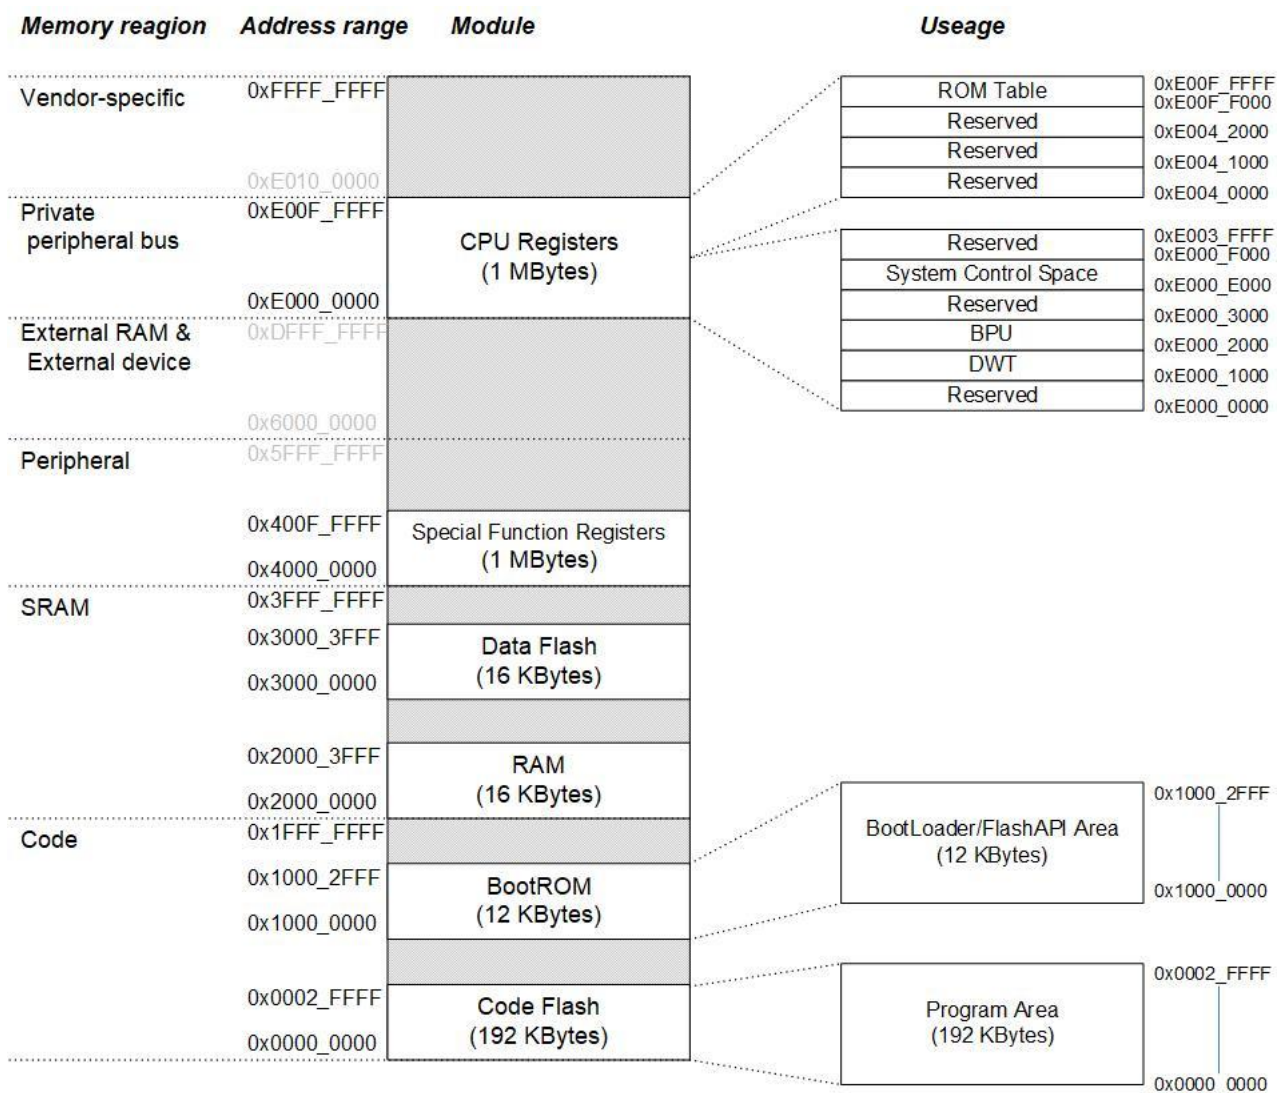 Memory reagion Address range Module Useage
Vendor-specific 0xFFFF_FFFF
0xE010_0000
Private
peripheral bus
0xE00F_FFFF
CPU Registers
(1 MBytes)
0xE000_0000
External RAM &
External device
0xDFFF_FFFF
0x6000_0000
Peripheral
0x5FFF_FFFF
0x400F_FFFF
Special Function Registers
(1 MBytes)
0x4000_0000
SRAM
0x3FFF_FFFF
0x3000_3FFF
Data Flash
(16 KBytes)
0x3000_0000
0x2000_3FFF
RAM
(16 KBytes)
0x2000_0000
Code
0x1FFF_FFFF
0x1000_2FFF
BootROM
(12 KBytes)
0x1000_0000
0x0002_FFFF
Code Flash
(192 KBytes)
0x0000_0000
ROM Table
0xE00F_FFFF
0xE00F_F000
Reserved
0xE004_2000
Reserved
0xE004_1000
Reserved
0xE004_0000
Reserved
0xE003_FFFF
0xE000_F000
System Control Space
0xE000_E000
Reserved
0xE000_3000
BPU
0xE000_2000
DWT
0xE000_1000
Reserved
0xE000_0000
0x1000_2FFF
BootLoader/FlashAPI Area
(12 KBytes)
0x1000_0000
0x0002_FFFF
Program Area
(192 KBytes)
0x0000_0000